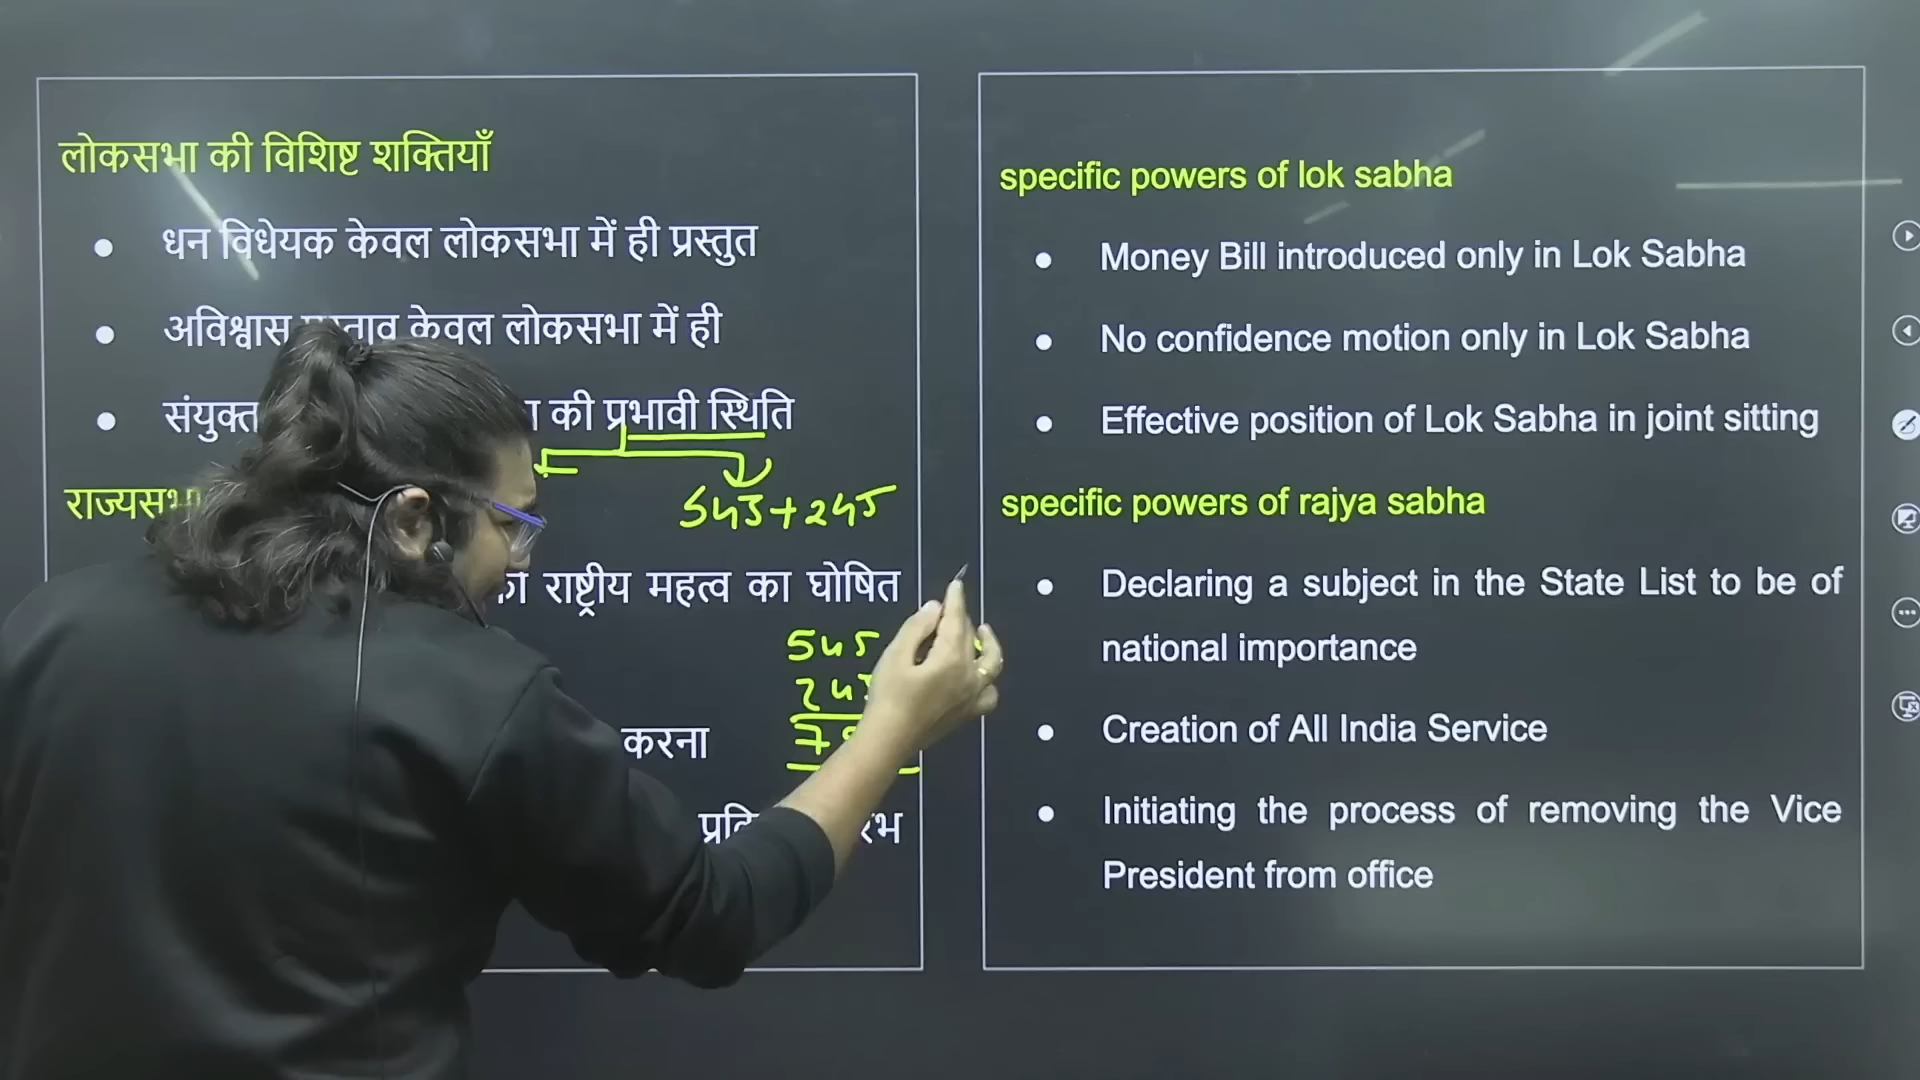 लोकसभा की विशिष्ट शक्तियाँ
● धन विधेयक केवल लोकसभा में ही प्रस्तुत
● अविश्वास केवल लोकसभा में ही
● संयुक्त की प्रभावी स्थिति
543+245
राष्ट्रीय महत्व का घोषित
545
करना
specific powers of lok sabha
● Money Bill introduced only in Lok Sabha
● No confidence motion only in Lok Sabha
● Effective position of Lok Sabha in joint sitting
specific powers of rajya sabha
● Declaring a subject in the State List to be of
national importance
● Creation of All India Service
● Initiating the process of removing the Vice
President from office